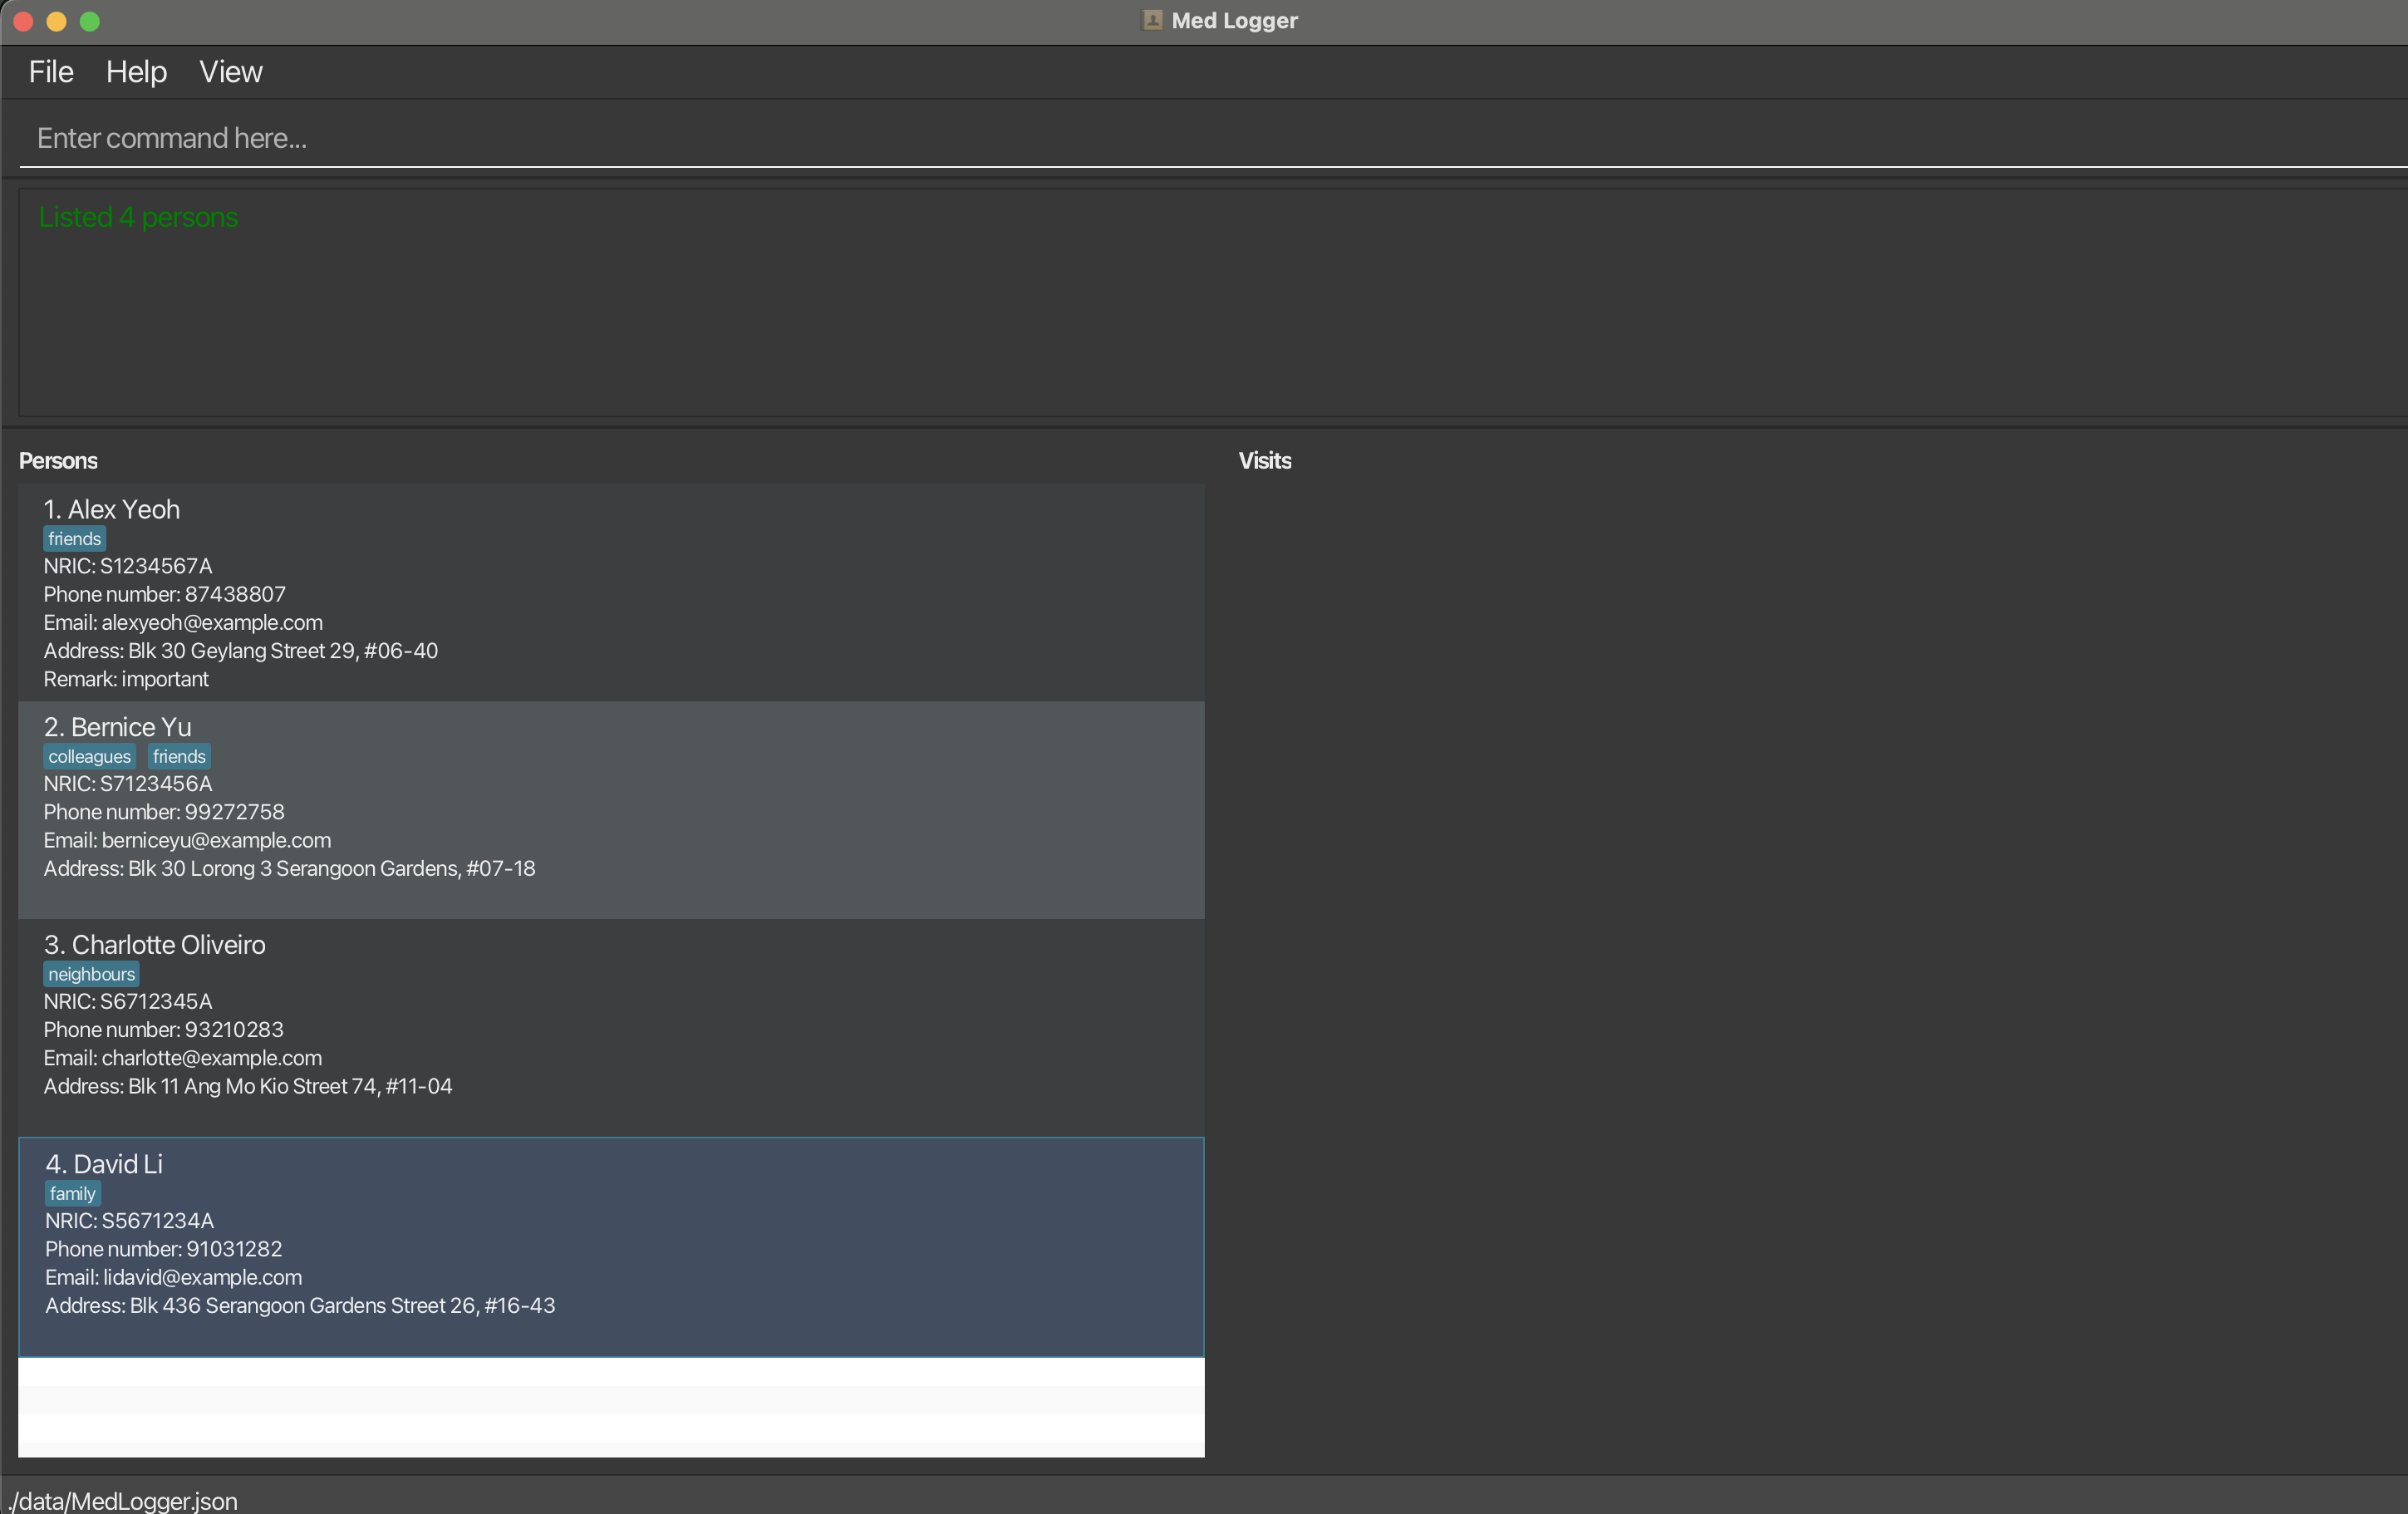 Med Logger
File Help View
Enter command here...
Listed 4 persons
Persons
1. Alex Yeoh
friends
NRIC: S1234567A
Phone number: 87438807
Email: alexyeoh@example.com
Address: Blk 30 Geylang Street 29, #06-40
Remark: important
2. Bernice Yu
colleagues friends
NRIC: S7123456A
Phone number: 99272758
Email: berniceyu@example.com
Address: Blk 30 Lorong 3 Serangoon Gardens, #07-18
3. Charlotte Oliveiro
neighbours
NRIC: S6712345A
Phone number: 93210283
Email: charlotte@example.com
Address: Blk 11 Ang Mo Kio Street 74, #11-04
4. David Li
family
NRIC: S5671234A
Phone number: 91031282
Email: lidavid@example.com
Address: Blk 436 Serangoon Gardens Street 26, #16-43
Visits
./data/MedLogger.json